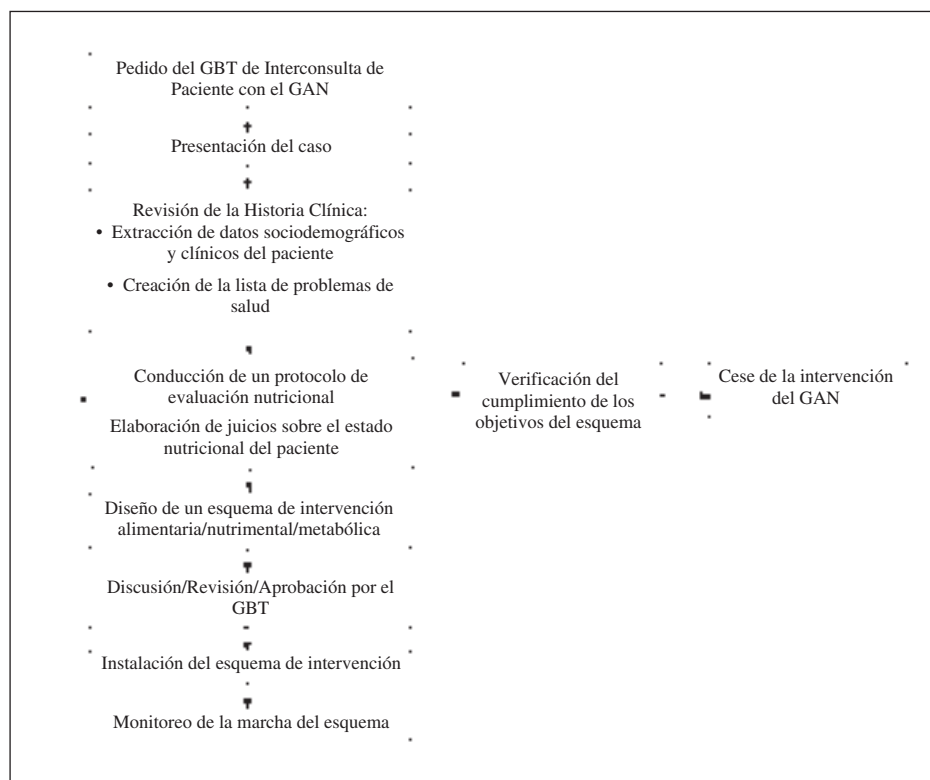 Pedido del GBT de Interconsulta de
Paciente con el GAN
Presentación del caso
Revisión de la Historia Clínica:
• Extracción de datos sociodemográficos
y clínicos del paciente
• Creación de la lista de problemas de
salud
Conducción de un protocolo de
evaluación nutricional
Elaboración de juicios sobre el estado
nutricional del paciente
Diseño de un esquema de intervención
alimentaria/nutrimental/metabólica
Discusión/Revisión/Aprobación por el
GBT
Instalación del esquema de intervención
Monitoreo de la marcha del esquema
Verificación del
cumplimiento de los
objetivos del esquema
Cese de la intervención
del GAN